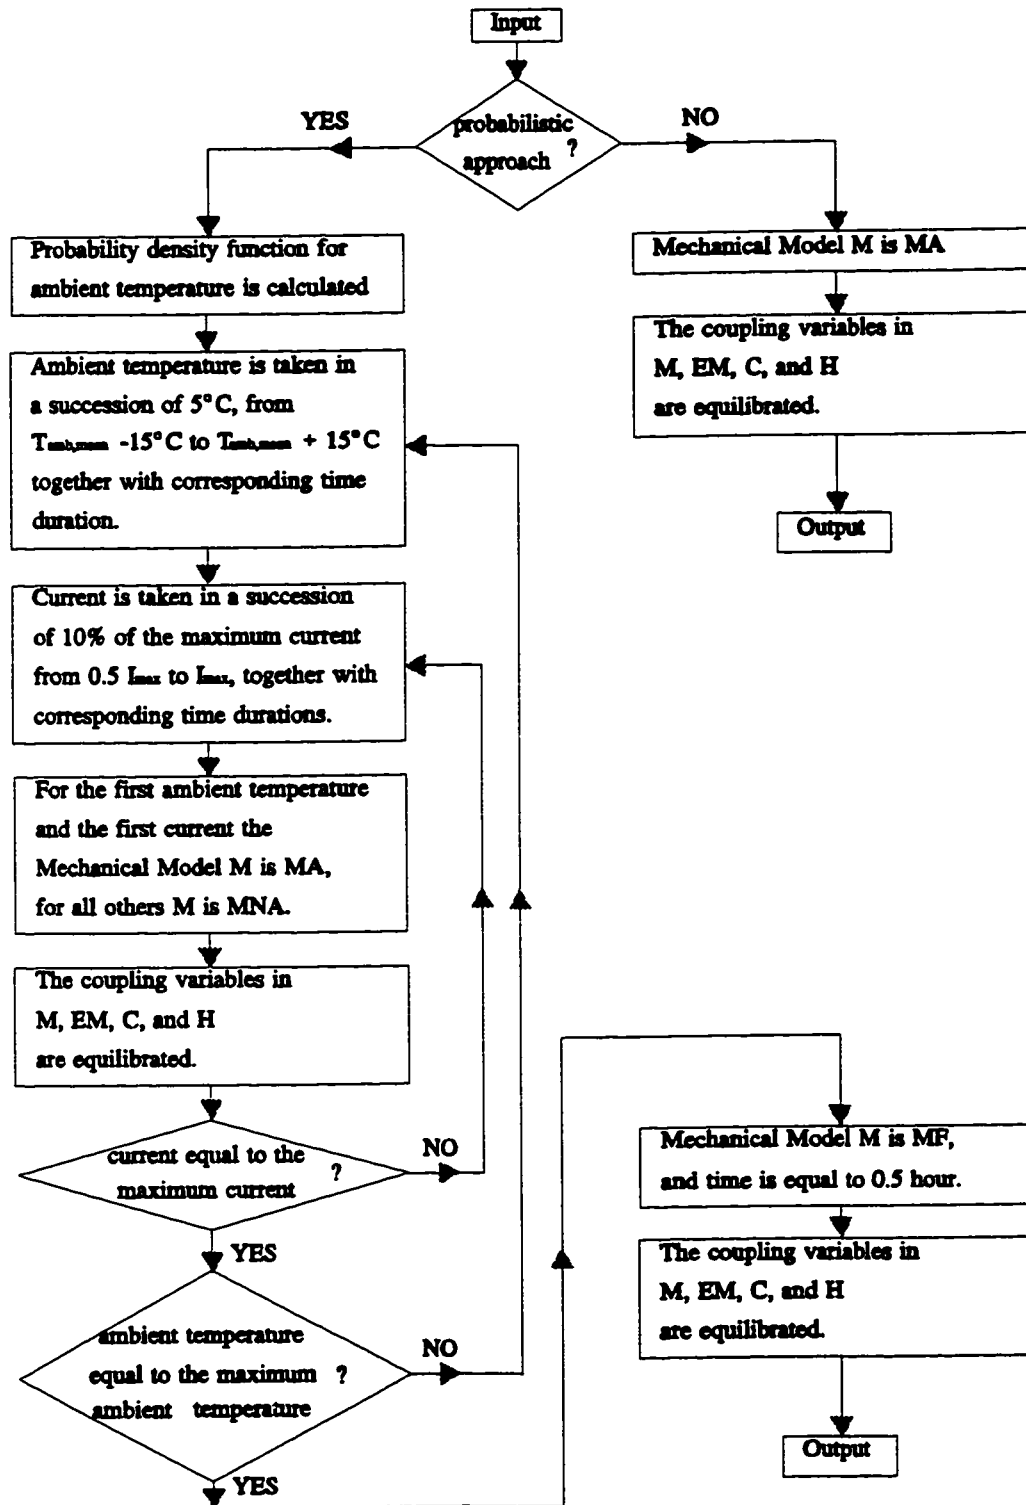 Input
probabilistic
approach ?
YES
NO
Probability density function for
ambient temperature is calculated
Ambient temperature is taken in
a succession of 5°C, from
Tamb,mean -15°C to Tamb,mean + 15°C
together with corresponding time
duration.
Current is taken in a succession
of 10% of the maximum current
from 0.5 Imax to Imax, together with
corresponding time durations.
For the first ambient temperature
and the first current the
Mechanical Model M is MA,
for all others M is MNA.
The coupling variables in
M, EM, C, and H
are equilibrated.
current equal to the
maximum current ?
NO
YES
ambient temperature
equal to the maximum ?
ambient temperature
NO
YES
Mechanical Model M is MA
The coupling variables in
M, EM, C, and H
are equilibrated.
Output
Mechanical Model M is MF,
and time is equal to 0.5 hour.
The coupling variables in
M, EM, C, and H
are equilibrated.
Output